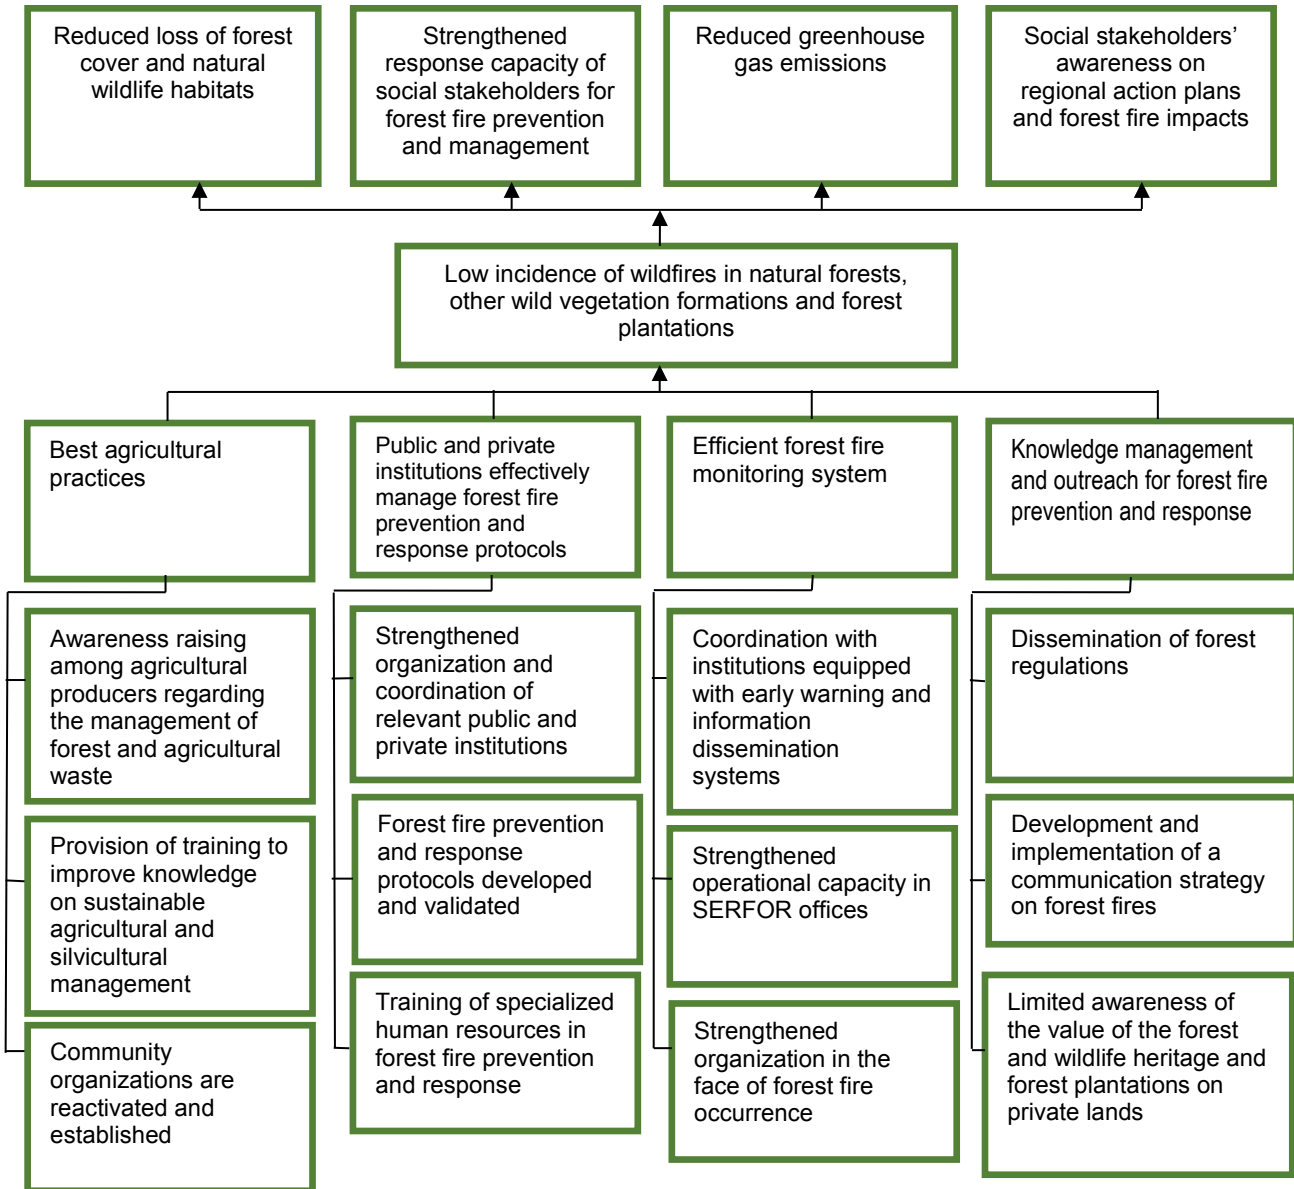 Reduced loss of forest
cover and natural
wildlife habitats
Strengthened
response capacity of
social stakeholders for
forest fire prevention
and management
Reduced greenhouse
gas emissions
Social stakeholders’
awareness on
regional action plans
and forest fire impacts
Low incidence of wildfires in natural forests,
other wild vegetation formations and forest
plantations
Best agricultural
practices
Public and private
institutions effectively
manage forest fire
prevention and
response protocols
Efficient forest fire
monitoring system
Knowledge management
and outreach for forest fire
prevention and response
Awareness raising
among agricultural
producers regarding
the management of
forest and agricultural
waste
Strengthened
organization and
coordination of
relevant public and
private institutions
Coordination with
institutions equipped
with early warning and
information
dissemination
systems
Dissemination of forest
regulations
Provision of training to
improve knowledge
on sustainable
agricultural and
silvicultural
management
Forest fire prevention
and response
protocols developed
and validated
Strengthened
operational capacity in
SERFOR offices
Development and
implementation of a
communication strategy
on forest fires
Community
organizations are
reactivated and
established
Training of specialized
human resources in
forest fire prevention
and response
Strengthened
organization in the
face of forest fire
occurrence
Limited awareness of
the value of the forest
and wildlife heritage and
forest plantations on
private lands